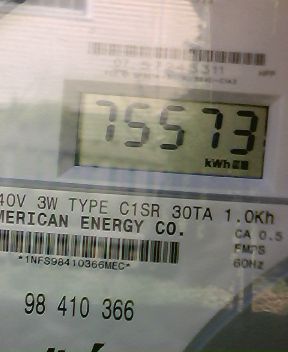 75573
kWh
40V 3W TYPE C1SR 30TA 1.0Kh
MERICAN ENERGY CO.
CA 0.5
*1NFS98410366MEC*
60Hz
98 410 366